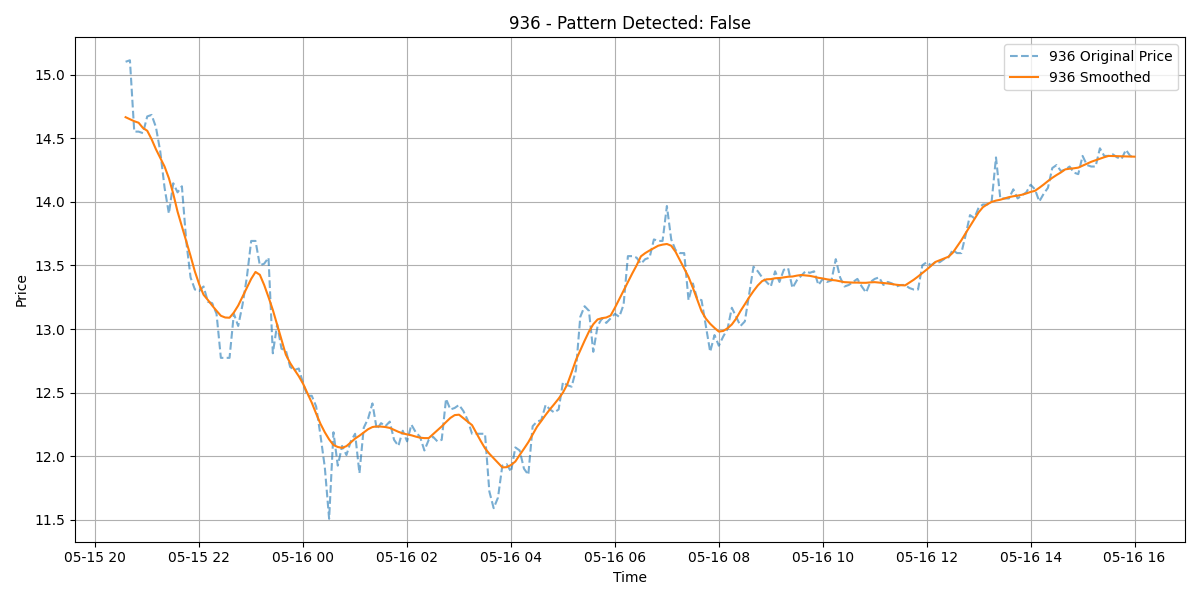 936 - Pattern Detected: False
936 Original Price
936 Smoothed
Price
15.0
14.5
14.0
13.5
13.0
12.5
12.0
11.5
05-15 20 05-15 22 05-16 00 05-16 02 05-16 04 05-16 06 05-16 08 05-16 10 05-16 12 05-16 14 05-16 16
Time